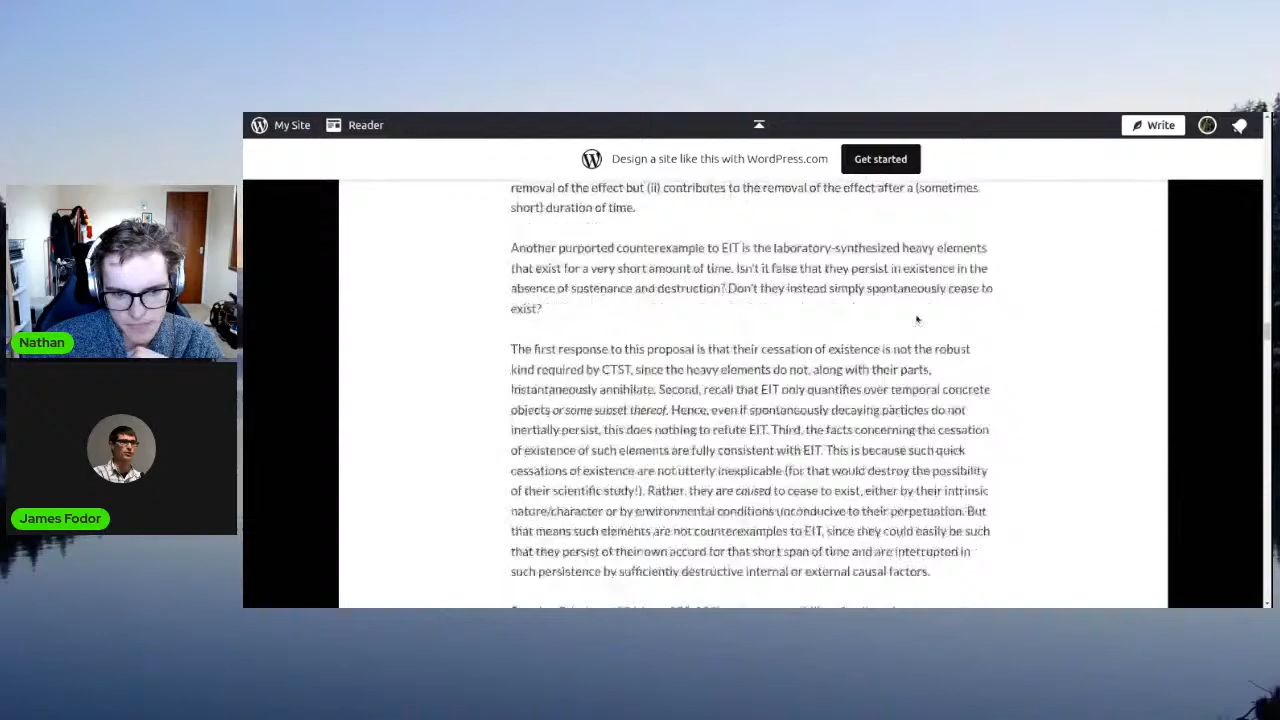 My Site
Reader
Write
Design a site like this with WordPress.com
Get started
removal of the effect but (ii) contributes to the removal of the effect after a (sometimes
short) duration of time.
Another purported counterexample to EIT is the laboratory-synthesized heavy elements
that exist for a very short amount of time. Isn't it false that they persist in existence in the
absence of sustenance and destruction? Don't they instead simply spontaneously cease to
exist?
The first response to this proposal is that their cessation of existence is not the robust
kind required by CTST, since the heavy elements do not, along with their parts,
instantaneously annihilate. Second, recall that EIT only quantifies over temporal concrete
objects or some subset thereof. Hence, even if spontaneously decaying particles do not
inertially persist, this does nothing to refute EIT. Third, the facts concerning the cessation
of existence of such elements are fully consistent with EIT. This is because such quick
cessations of existence are not utterly inexplicable (for that would destroy the possibility
of their scientific study!). Rather, they are caused to cease to exist, either by their intrinsic
nature/character or by environmental conditions unconducive to their perpetuation. But
that means such elements are not counterexamples to EIT, since they could easily be such
that they persist of their own accord for that short span of time and are interrupted in
such persistence by sufficiently destructive internal or external causal factors.
Nathan
James Fodor